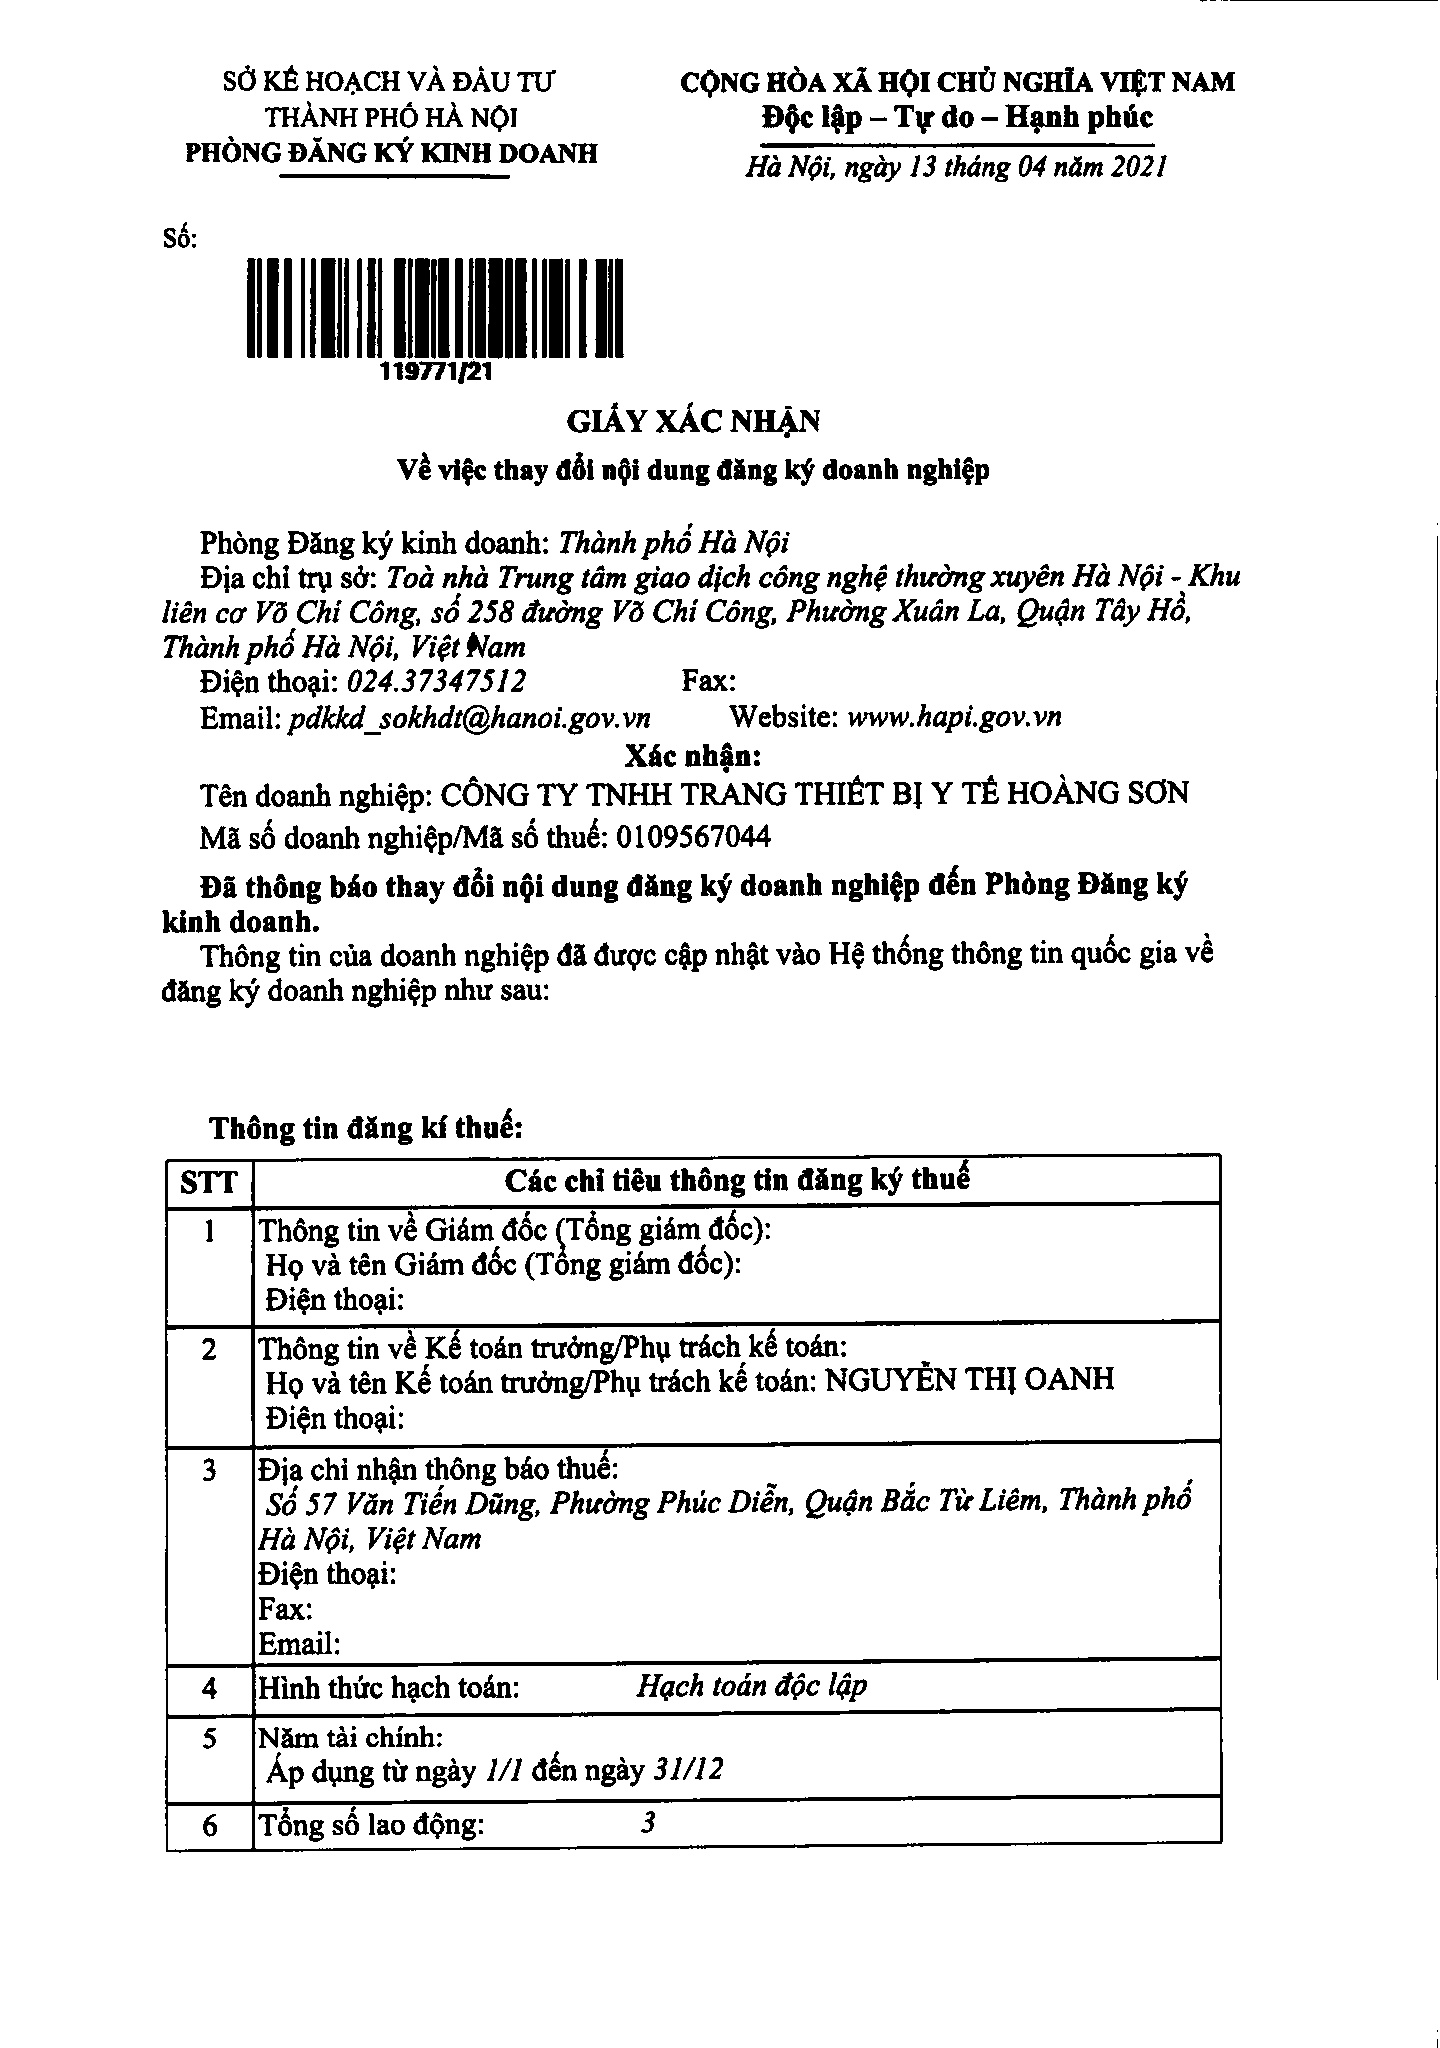 SỞ KẾ HOẠCH VÀ ĐẦU TƯ
THÀNH PHỐ HÀ NỘI
PHÒNG ĐĂNG KÝ KINH DOANH
CỘNG HÒA XÃ HỘI CHỦ NGHĨA VIỆT NAM
Độc lập – Tự do – Hạnh phúc
Hà Nội, ngày 13 tháng 04 năm 2021
Số:
119771/21
GIẤY XÁC NHẬN
Về việc thay đổi nội dung đăng ký doanh nghiệp
Phòng Đăng ký kinh doanh: Thành phố Hà Nội
Địa chỉ trụ sở: Toà nhà Trung tâm giao dịch công nghệ thường xuyên Hà Nội - Khu
liên cơ Võ Chí Công, số 258 đường Võ Chí Công, Phường Xuân La, Quận Tây Hồ,
Thành phố Hà Nội, Việt Nam
Điện thoại: 024.37347512 Fax:
Email: pdkkd_sokhdt@hanoi.gov.vn Website: www.hapi.gov.vn
Xác nhận:
Tên doanh nghiệp: CÔNG TY TNHH TRANG THIẾT BỊ Y TẾ HOÀNG SƠN
Mã số doanh nghiệp/Mã số thuế: 0109567044
Đã thông báo thay đổi nội dung đăng ký doanh nghiệp đến Phòng Đăng ký
kinh doanh.
Thông tin của doanh nghiệp đã được cập nhật vào Hệ thống thông tin quốc gia về
đăng ký doanh nghiệp như sau:
Thông tin đăng kí thuế:
STT Các chỉ tiêu thông tin đăng ký thuế
1 Thông tin về Giám đốc (Tổng giám đốc):
Họ và tên Giám đốc (Tổng giám đốc):
Điện thoại:
2 Thông tin về Kế toán trưởng/Phụ trách kế toán:
Họ và tên Kế toán trưởng/Phụ trách kế toán: NGUYỄN THỊ OANH
Điện thoại:
3 Địa chỉ nhận thông báo thuế:
Số 57 Văn Tiến Dũng, Phường Phúc Diễn, Quận Bắc Từ Liêm, Thành phố
Hà Nội, Việt Nam
Điện thoại:
Fax:
Email:
4 Hình thức hạch toán: Hạch toán độc lập
5 Năm tài chính:
Áp dụng từ ngày 1/1 đến ngày 31/12
6 Tổng số lao động: 3